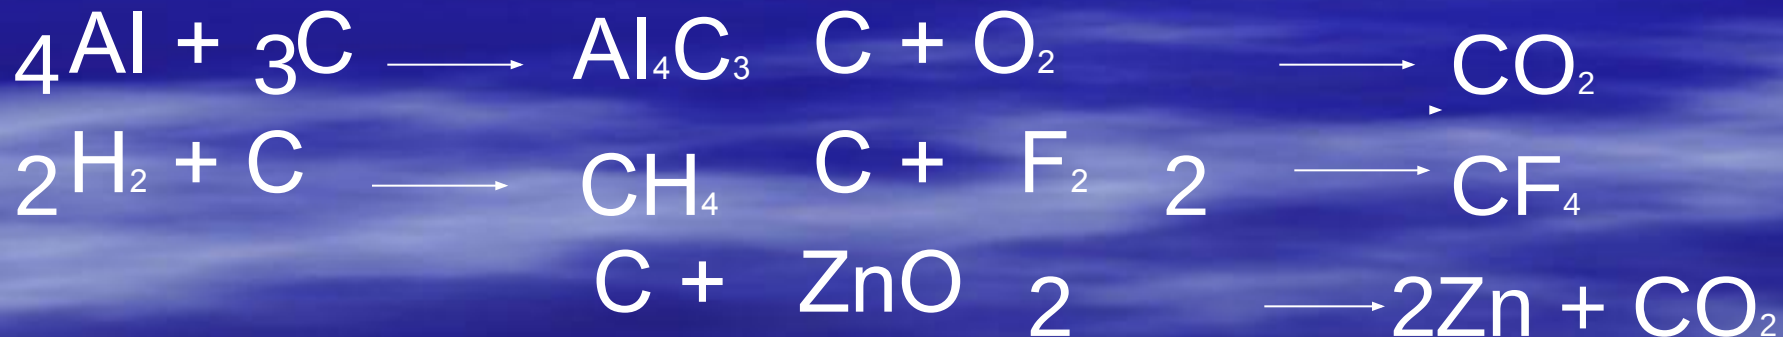 4Al + 3C → Al₄C₃ C + O₂ → CO₂
2H₂ + C → CH₄ C + F₂ 2 → CF₄
C + ZnO 2 → 2Zn + CO₂